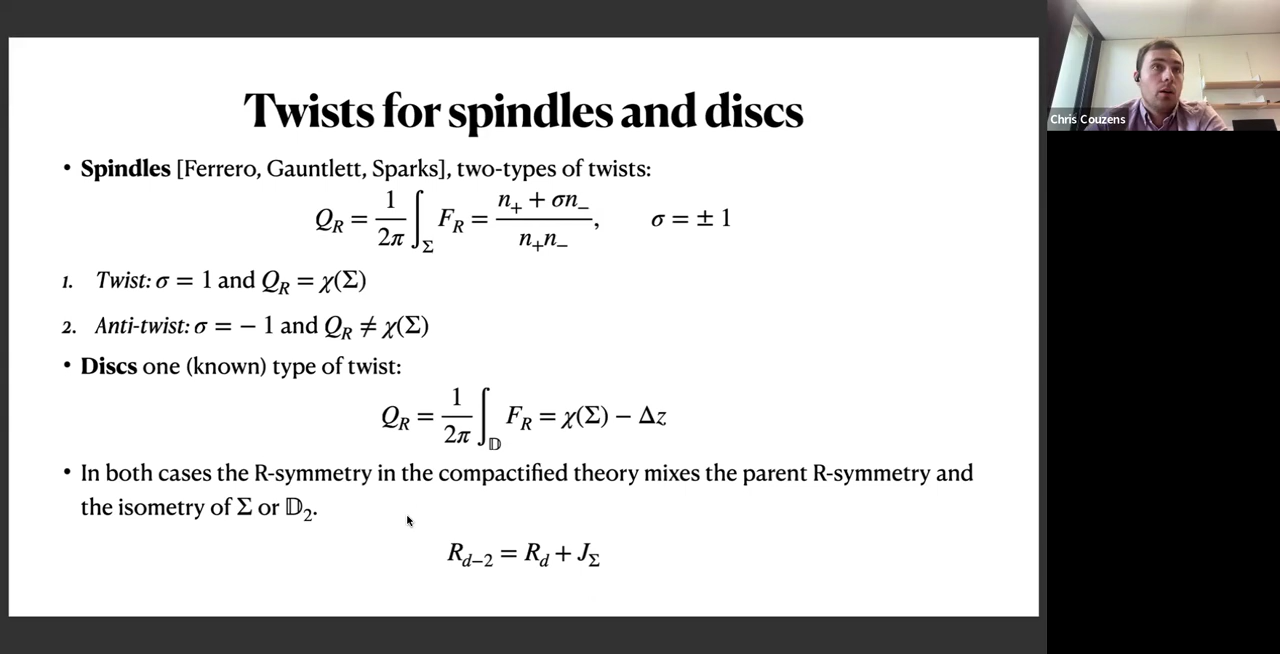 Twists for spindles and discs
• Spindles [Ferrero, Gauntlett, Sparks], two-types of twists:
Q_R = \frac{1}{2π} ∫_Σ F_R = \frac{n_+ + σn_−}{n_+n_−}, σ = ± 1
1. Twist: σ = 1 and Q_R = χ(Σ)
2. Anti-twist: σ = − 1 and Q_R ≠ χ(Σ)
• Discs one (known) type of twist:
Q_R = \frac{1}{2π} ∫_𝔻 F_R = χ(Σ) − Δz
• In both cases the R-symmetry in the compactified theory mixes the parent R-symmetry and
the isometry of Σ or 𝔻_2.
R_{d−2} = R_d + J_Σ
Chris Couzens